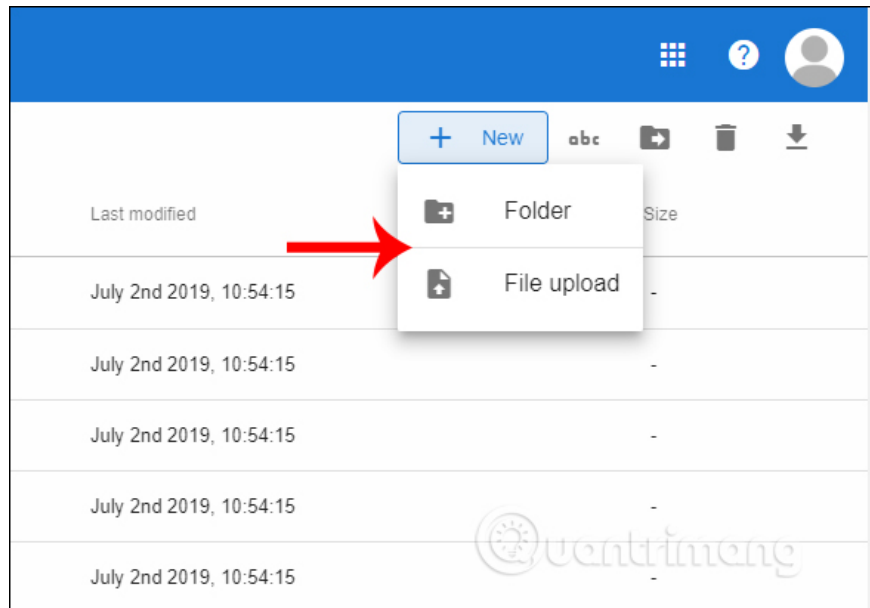 + New abc
Last modified Size
Folder
File upload
July 2nd 2019, 10:54:15 -
July 2nd 2019, 10:54:15 -
July 2nd 2019, 10:54:15 -
July 2nd 2019, 10:54:15 -
July 2nd 2019, 10:54:15 -
Quantrimang